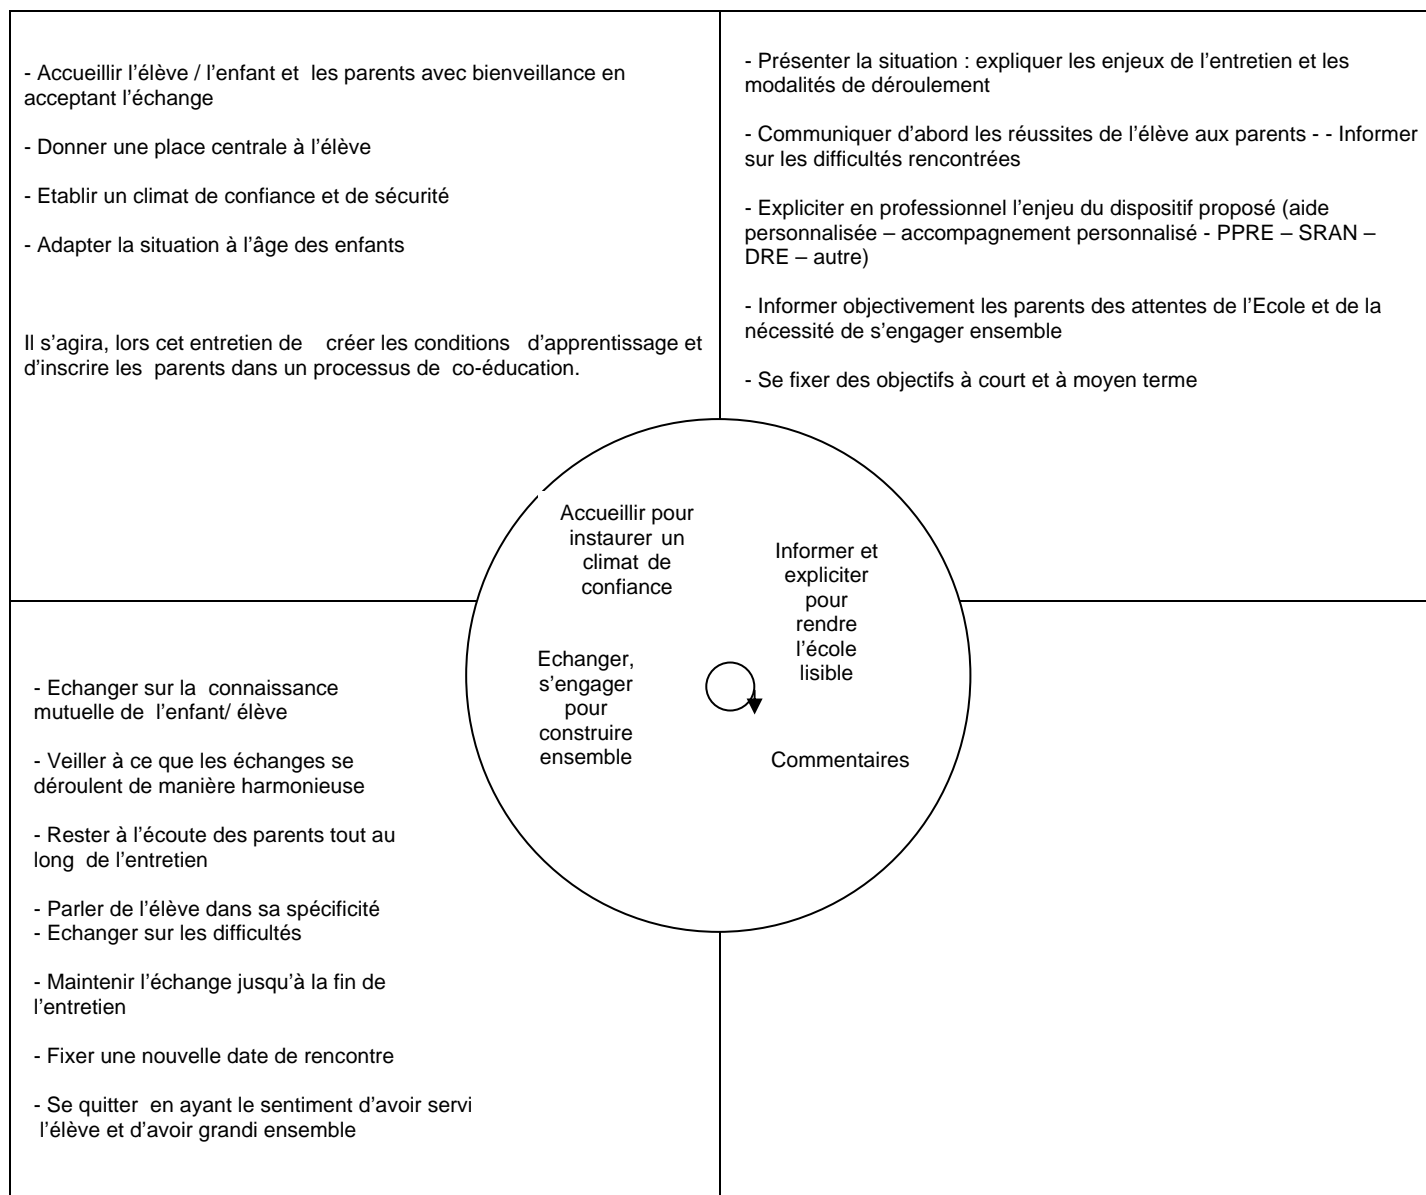 - Accueillir l’élève / l’enfant et les parents avec bienveillance en
acceptant l’échange
- Donner une place centrale à l’élève
- Etablir un climat de confiance et de sécurité
- Adapter la situation à l’âge des enfants
Il s’agira, lors cet entretien de créer les conditions d’apprentissage et
d’inscrire les parents dans un processus de co-éducation.
- Présenter la situation : expliquer les enjeux de l’entretien et les
modalités de déroulement
- Communiquer d’abord les réussites de l’élève aux parents - - Informer
sur les difficultés rencontrées
- Expliciter en professionnel l’enjeu du dispositif proposé (aide
personnalisée – accompagnement personnalisé - PPRE – SRAN –
DRE – autre)
- Informer objectivement les parents des attentes de l’Ecole et de la
nécessité de s’engager ensemble
- Se fixer des objectifs à court et à moyen terme
Accueillir pour
instaurer un
climat de
confiance
Informer et
expliciter
pour
rendre
l’école
lisible
Echanger,
s’engager
pour
construire
ensemble
Commentaires
- Echanger sur la connaissance
mutuelle de l’enfant/ élève
- Veiller à ce que les échanges se
déroulent de manière harmonieuse
- Rester à l’écoute des parents tout au
long de l’entretien
- Parler de l’élève dans sa spécificité
- Echanger sur les difficultés
- Maintenir l’échange jusqu’à la fin de
l’entretien
- Fixer une nouvelle date de rencontre
- Se quitter en ayant le sentiment d’avoir servi
l’élève et d’avoir grandi ensemble